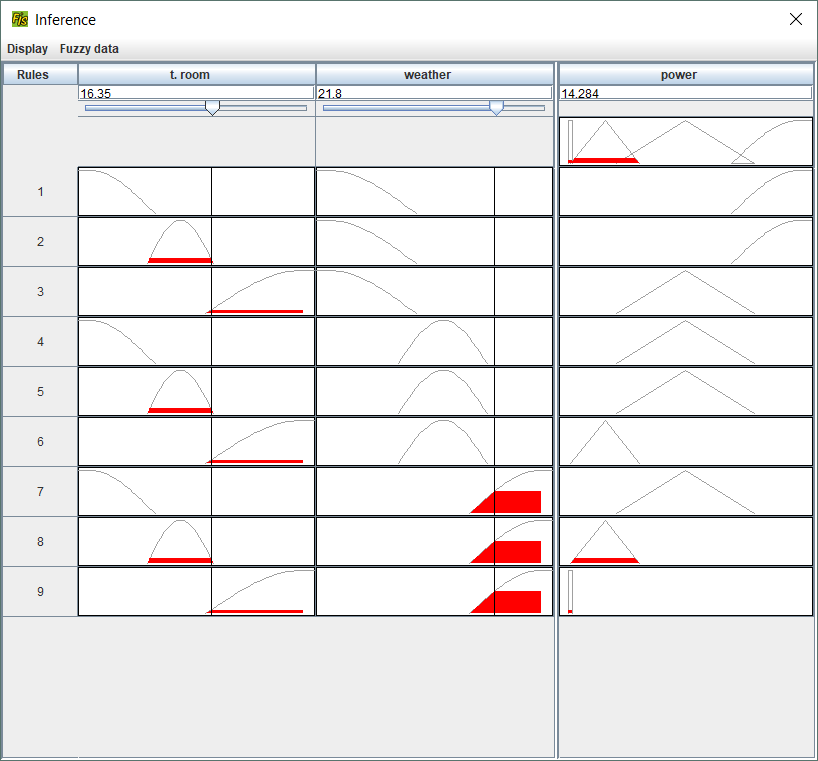 Fis Inference
Display Fuzzy data
Rules t. room weather power
16.35 21.8 14.284
1
2
3
4
5
6
7
8
9